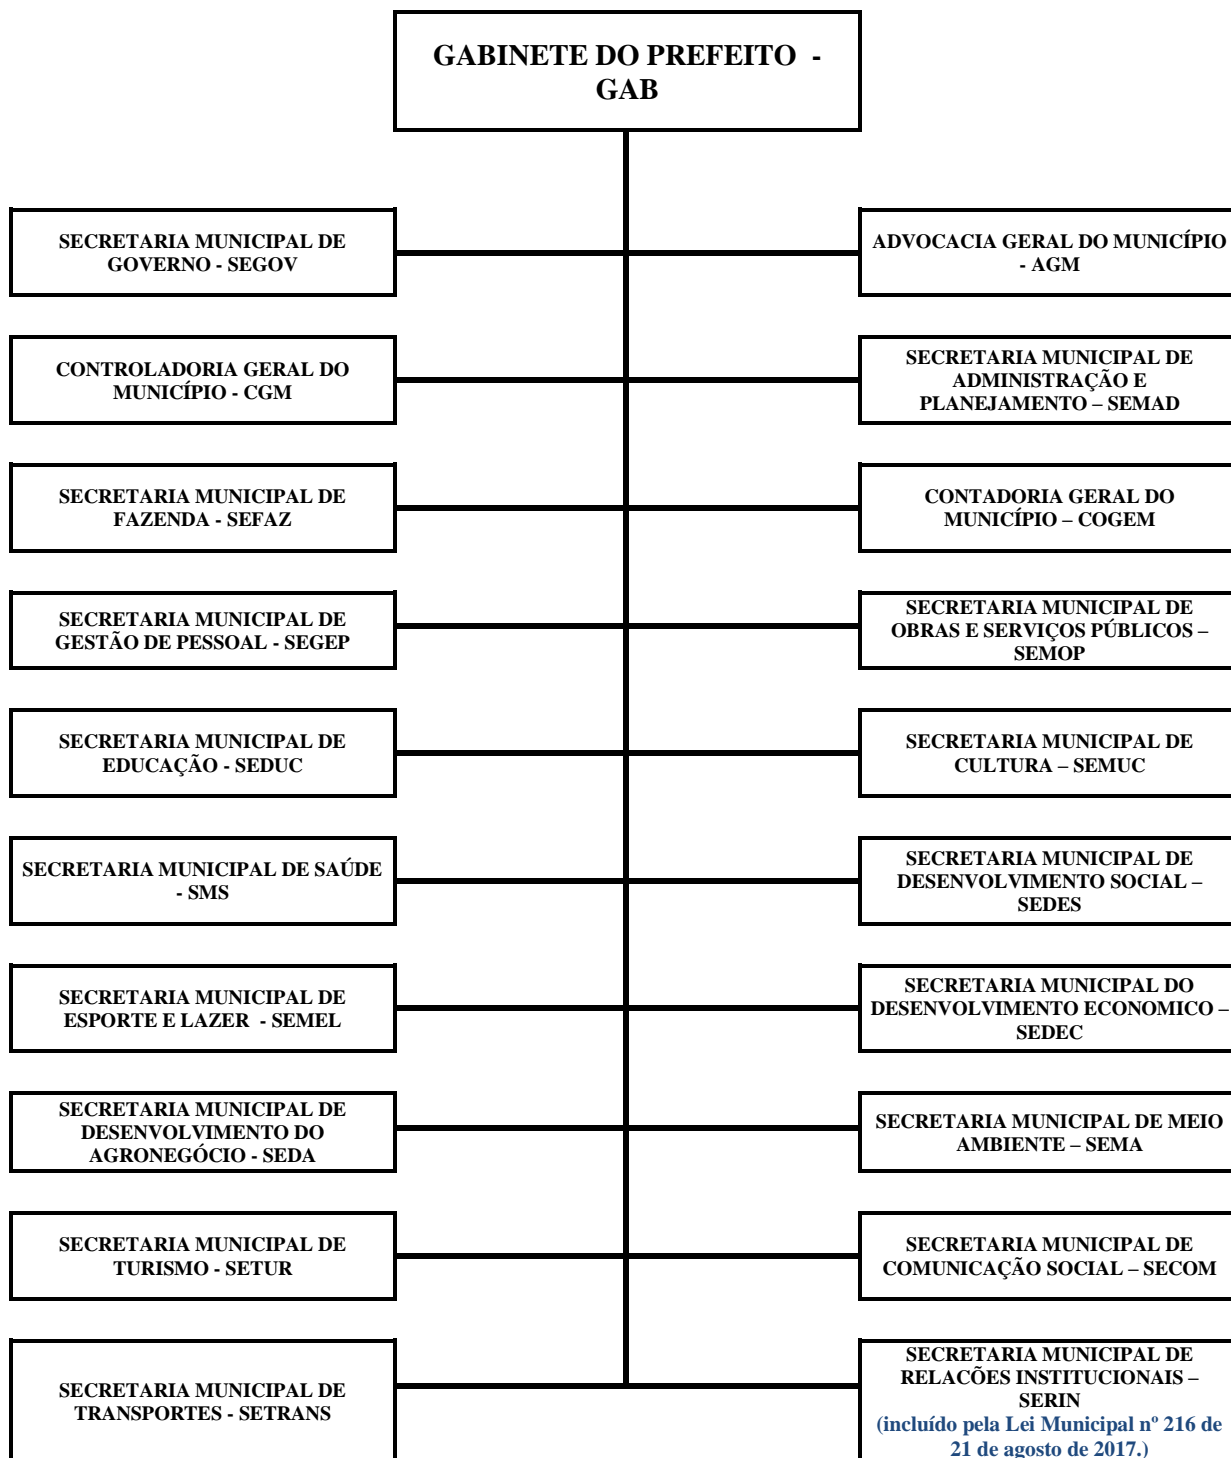 GABINETE DO PREFEITO -
GAB
SECRETARIA MUNICIPAL DE
GOVERNO - SEGOV
ADVOCACIA GERAL DO MUNICÍPIO
- AGM
CONTROLADORIA GERAL DO
MUNICÍPIO - CGM
SECRETARIA MUNICIPAL DE
ADMINISTRAÇÃO E
PLANEJAMENTO – SEMAD
SECRETARIA MUNICIPAL DE
FAZENDA - SEFAZ
CONTADORIA GERAL DO
MUNICÍPIO – COGEM
SECRETARIA MUNICIPAL DE
GESTÃO DE PESSOAL - SEGEP
SECRETARIA MUNICIPAL DE
OBRAS E SERVIÇOS PÚBLICOS –
SEMOP
SECRETARIA MUNICIPAL DE
EDUCAÇÃO - SEDUC
SECRETARIA MUNICIPAL DE
CULTURA – SEMUC
SECRETARIA MUNICIPAL DE SAÚDE
- SMS
SECRETARIA MUNICIPAL DE
DESENVOLVIMENTO SOCIAL –
SEDES
SECRETARIA MUNICIPAL DE
ESPORTE E LAZER - SEMEL
SECRETARIA MUNICIPAL DO
DESENVOLVIMENTO ECONOMICO –
SEDEC
SECRETARIA MUNICIPAL DE
DESENVOLVIMENTO DO
AGRONEGÓCIO - SEDA
SECRETARIA MUNICIPAL DE MEIO
AMBIENTE – SEMA
SECRETARIA MUNICIPAL DE
TURISMO - SETUR
SECRETARIA MUNICIPAL DE
COMUNICAÇÃO SOCIAL – SECOM
SECRETARIA MUNICIPAL DE
TRANSPORTES - SETRANS
SECRETARIA MUNICIPAL DE
RELACÕES INSTITUCIONAIS –
SERIN
(incluído pela Lei Municipal nº 216 de
21 de agosto de 2017.)